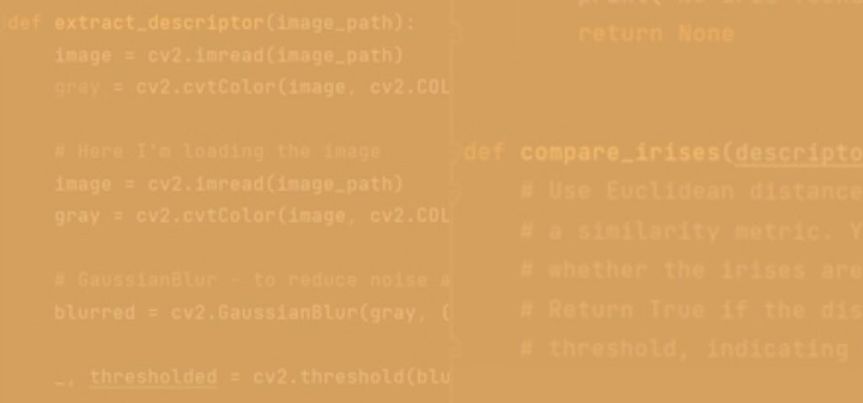 def extract_descriptor(image_path):
image = cv2.imread(image_path)
gray = cv2.cvtColor(image, cv2.COL
# Here I'm loading the image
image = cv2.imread(image_path)
gray = cv2.cvtColor(image, cv2.COL
# GaussianBlur - to reduce noise a
blurred = cv2.GaussianBlur(gray, (
_, thresholded = cv2.threshold(blu
return None
def compare_irises(descripto
# Use Euclidean distance
# a similarity metric. Y
# whether the irises are
# Return True if the dis
# threshold, indicating